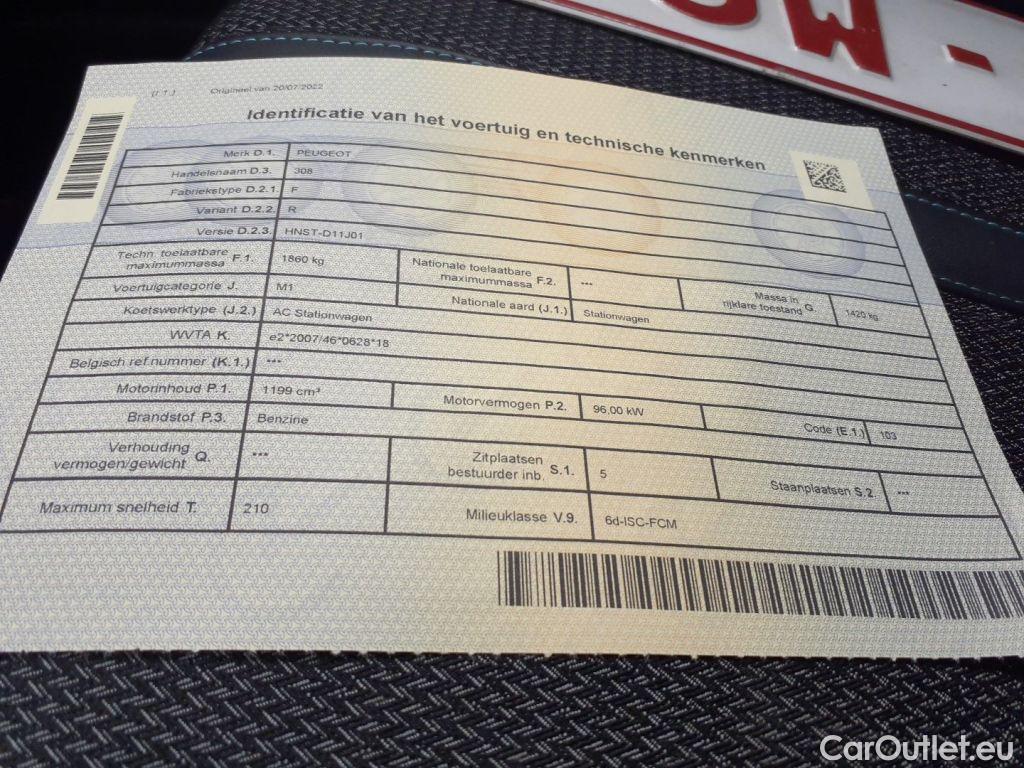 OW-
(J.1.) Origineel van 20/07/2022
Identificatie van het voertuig en technische kenmerken
Merk D.1. PEUGEOT
Handelsnaam D.3. 308
Fabriekstype D.2.1. F
Variant D.2.2. R
Versie D.2.3. HNST-D11J01
Techn. toelaatbare maximummassa F.1. 1860 kg Nationale toelaatbare maximummassa F.2. --- Massa in rijklare toestand G 1420 kg
Voertuigcategorie J. M1 Nationale aard (J.1.) Stationwagen
Koetswerktype (J.2.) AC Stationwagen
WVTA K. e2*2007/46*0628*18
Belgisch ref.nummer (K.1.) ---
Motorinhoud P.1. 1199 cm³ Motorvermogen P.2. 96,00 kW Code (E.1.) 103
Brandstof P.3. Benzine
Verhouding vermogen/gewicht Q. --- Zitplaatsen bestuurder inb. S.1. 5 Staanplaatsen S.2. ---
Maximum snelheid T. 210 Milieuklasse V.9. 6d-ISC-FCM
CarOutlet.eu